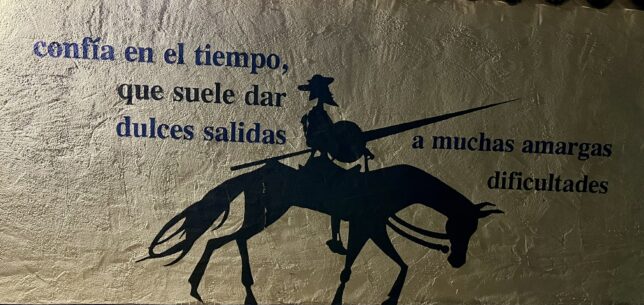 confía en el tiempo,
que suele dar
dulces salidas
a muchas amargas
dificultades